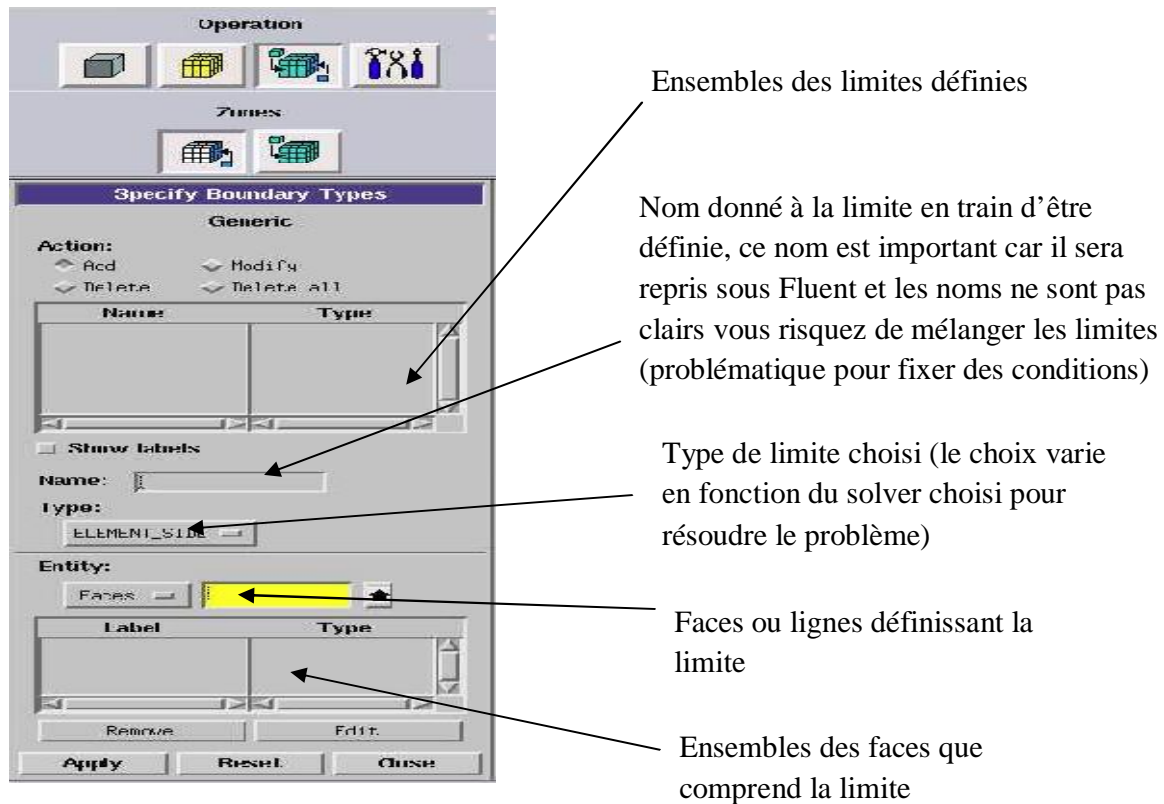 Operation
Zones
Specify Boundary Types
Generic
Action:
Add Modify
Delete Delete all
Name Type
Show labels
Name:
Type:
ELEMENT_SIDE
Entity:
Faces
Label Type
Remove Edit
Apply Reset Close
Ensembles des limites définies
Nom donné à la limite en train d’être
définie, ce nom est important car il sera
repris sous Fluent et les noms ne sont pas
clairs vous risquez de mélanger les limites
(problématique pour fixer des conditions)
Type de limite choisi (le choix varie
en fonction du solver choisi pour
résoudre le problème)
Faces ou lignes définissant la
limite
Ensembles des faces que
comprend la limite